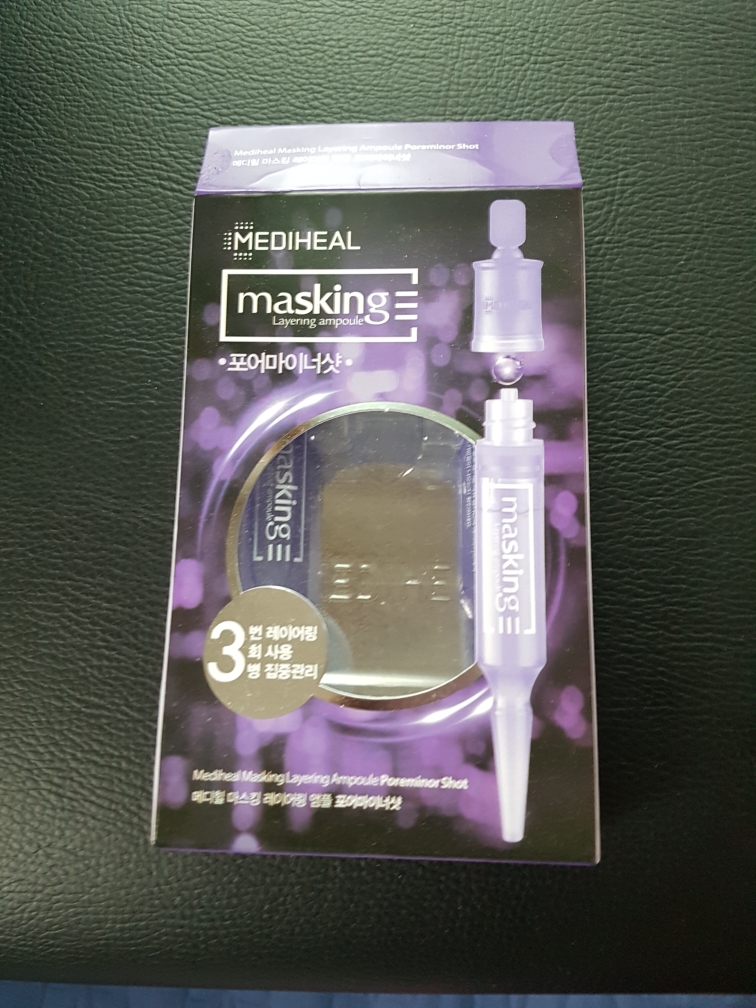 Mediheal Masking Layering Ampoule Poreminor Shot
메디힐 마스킹 레이어링 앰플 포어마이너샷
MEDIHEAL
masking
Layering ampoule
•포어마이너샷•
masking
masking
3
번 레이어링
회 사용
병 집중관리
Mediheal Masking Layering Ampoule Poreminor Shot
메디힐 마스킹 레이어링 앰플 포어마이너샷